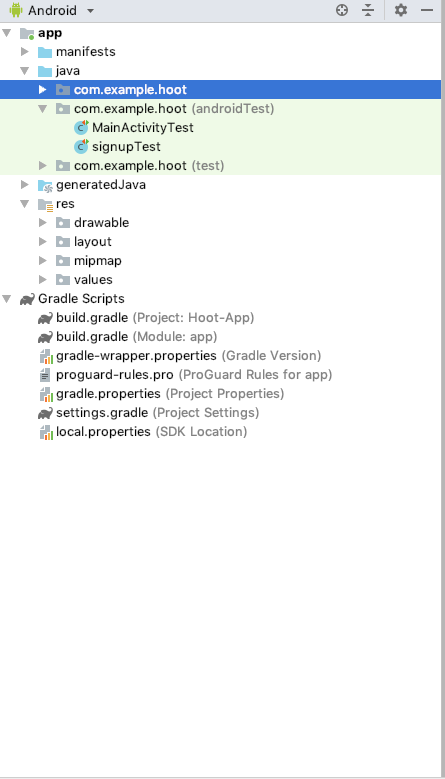 Android
app
manifests
java
com.example.hoot
com.example.hoot (androidTest)
MainActivityTest
signupTest
com.example.hoot (test)
generatedJava
res
drawable
layout
mipmap
values
Gradle Scripts
build.gradle (Project: Hoot-App)
build.gradle (Module: app)
gradle-wrapper.properties (Gradle Version)
proguard-rules.pro (ProGuard Rules for app)
gradle.properties (Project Properties)
settings.gradle (Project Settings)
local.properties (SDK Location)